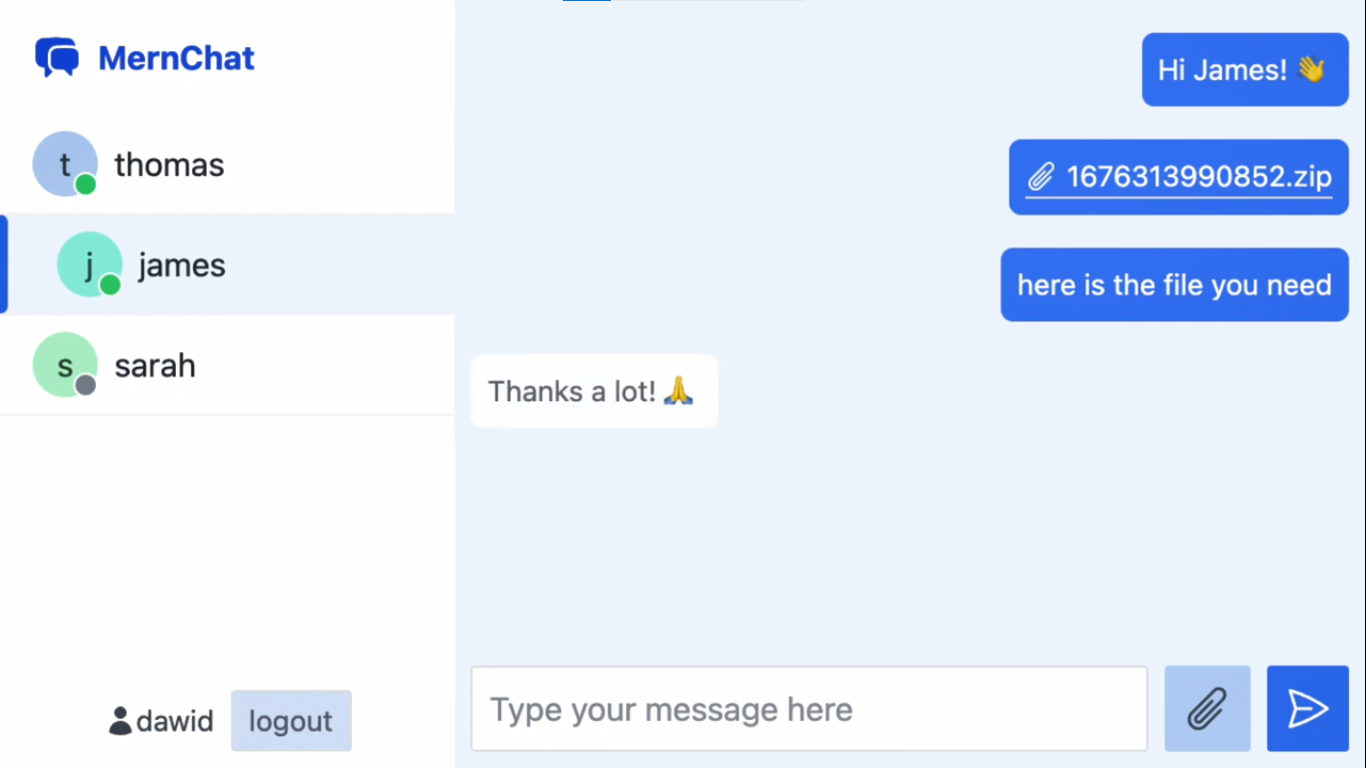 MernChat
t thomas
j james
s sarah
dawid logout
Hi James! 👋
1676313990852.zip
here is the file you need
Thanks a lot! 🙏
Type your message here